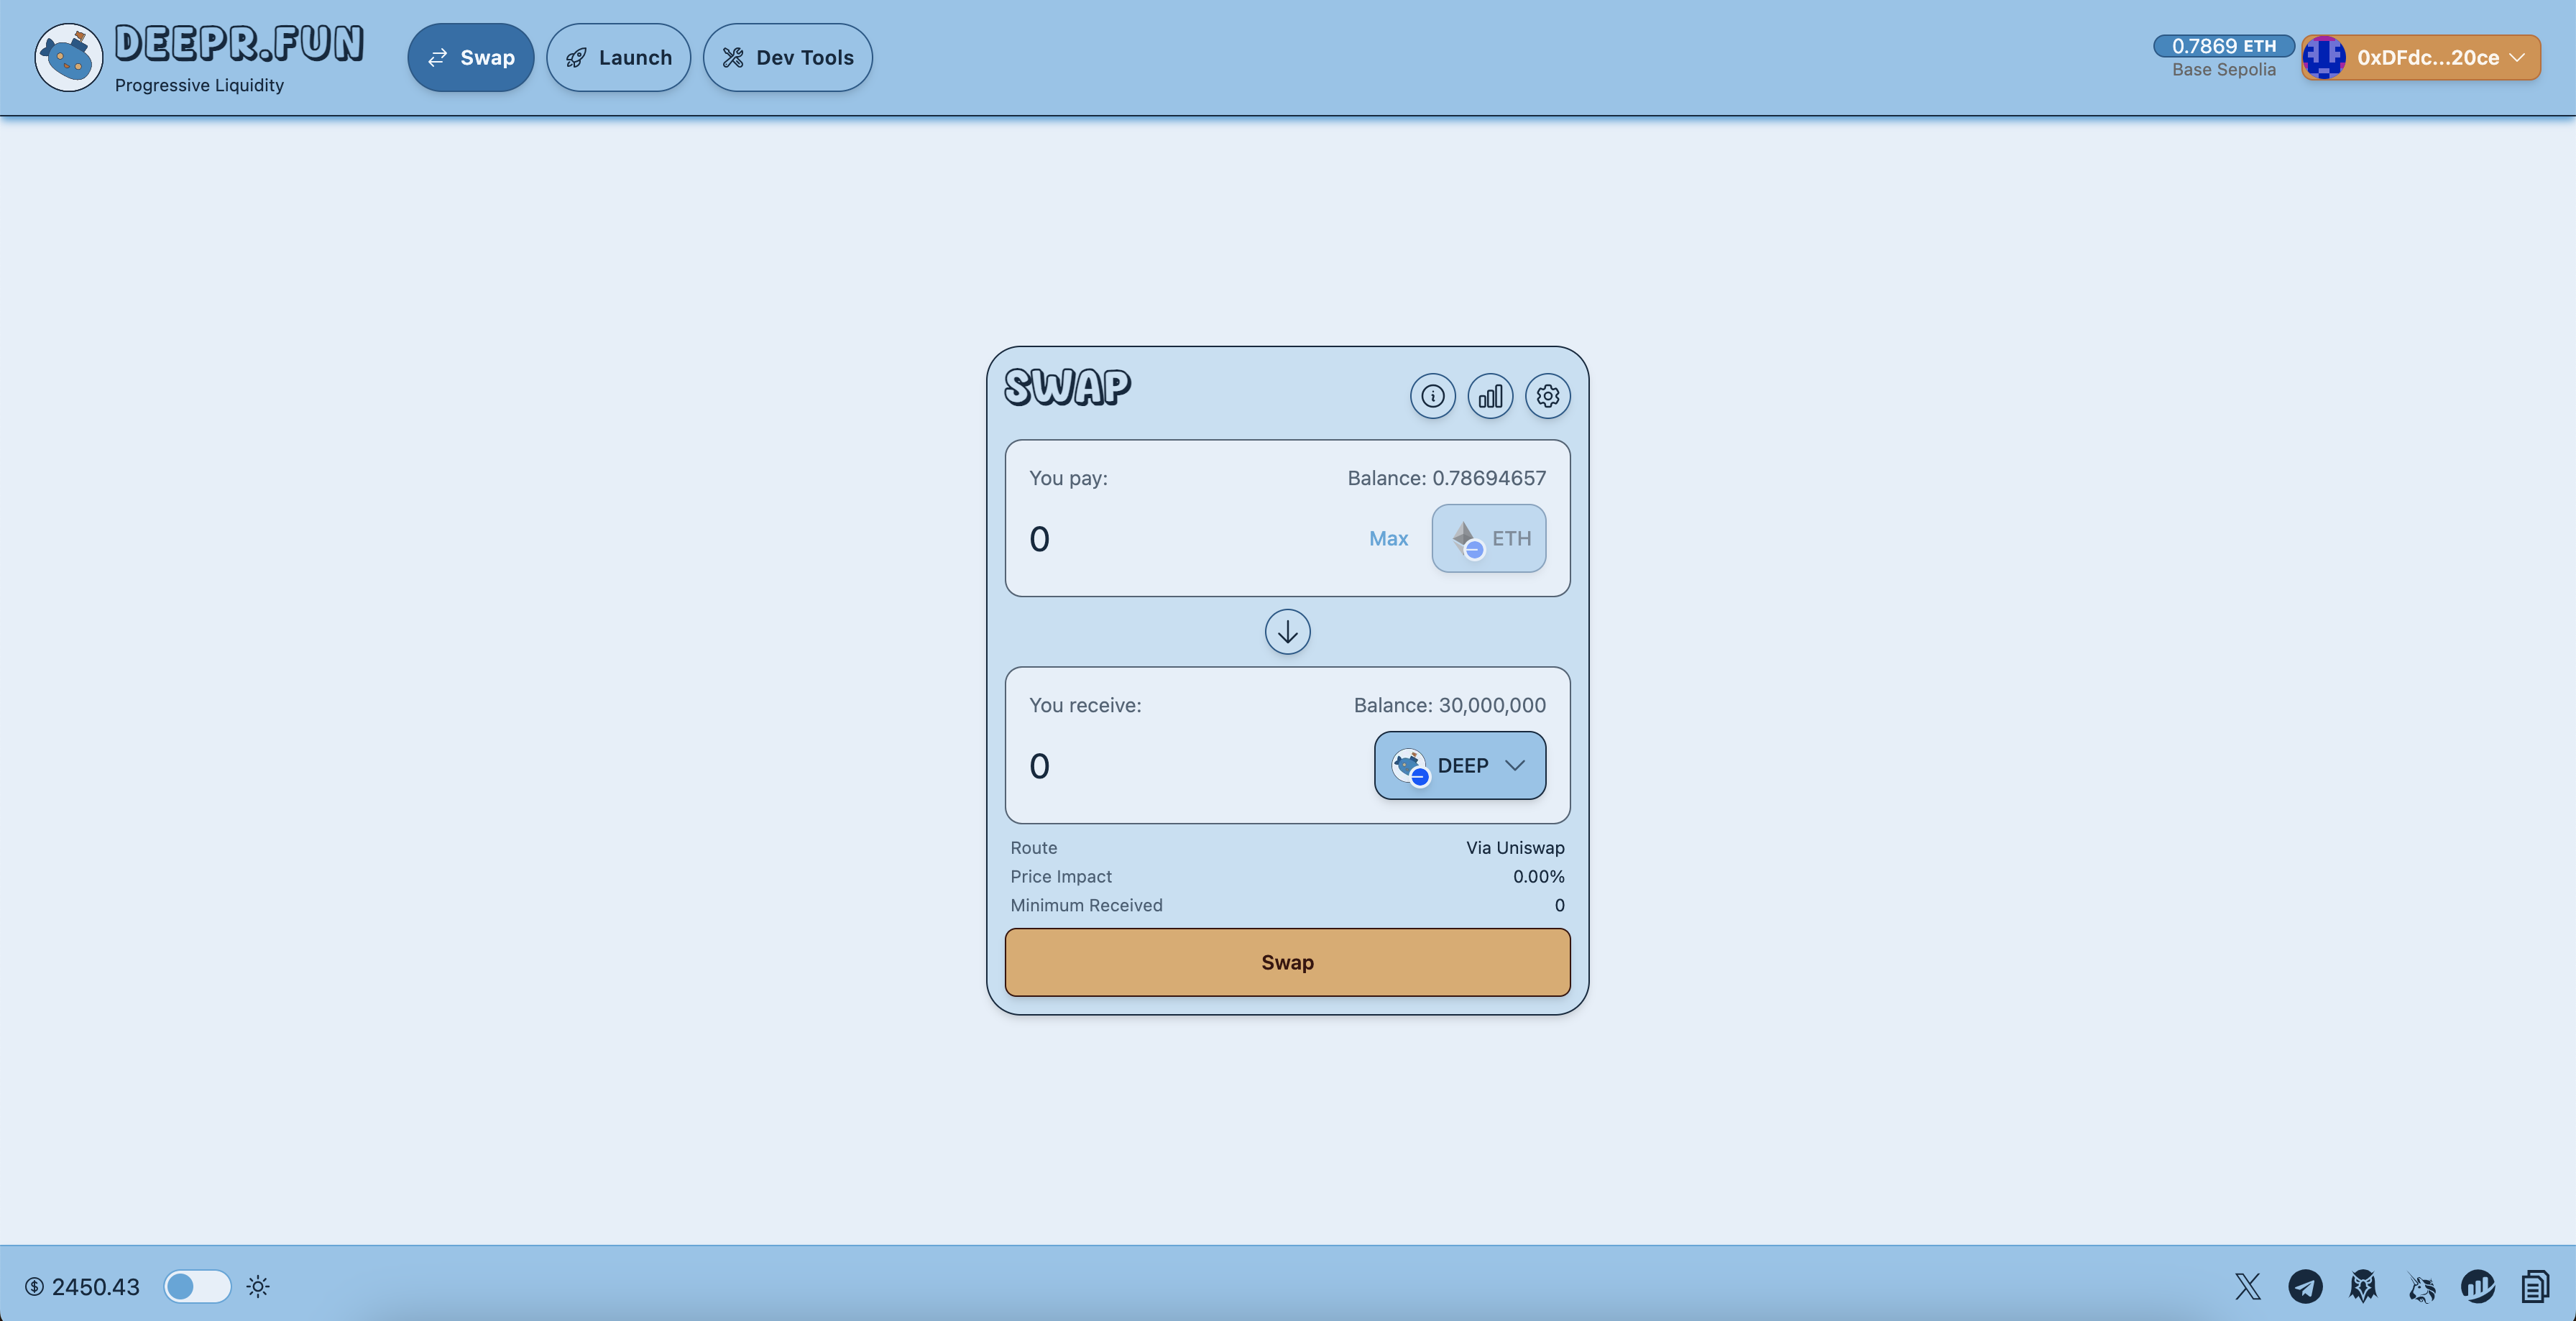 DEEPR.FUN
Progressive Liquidity
Swap
Launch
Dev Tools
0.7869 ETH
Base Sepolia
0xDFdc...20ce
SWAP
You pay:
Balance: 0.78694657
0
Max
ETH
You receive:
Balance: 30,000,000
0
DEEP
Route
Via Uniswap
Price Impact
0.00%
Minimum Received
0
Swap
2450.43